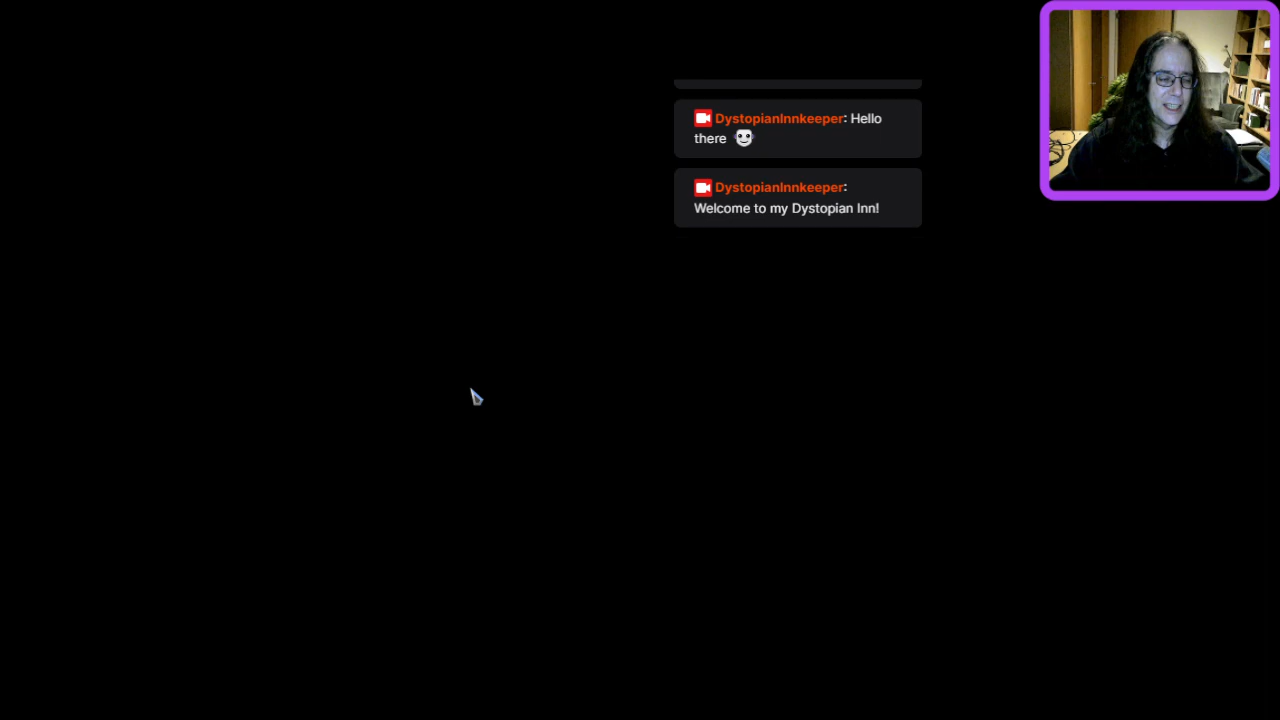 DystopianInnkeeper: Hello
there
DystopianInnkeeper:
Welcome to my Dystopian Inn!